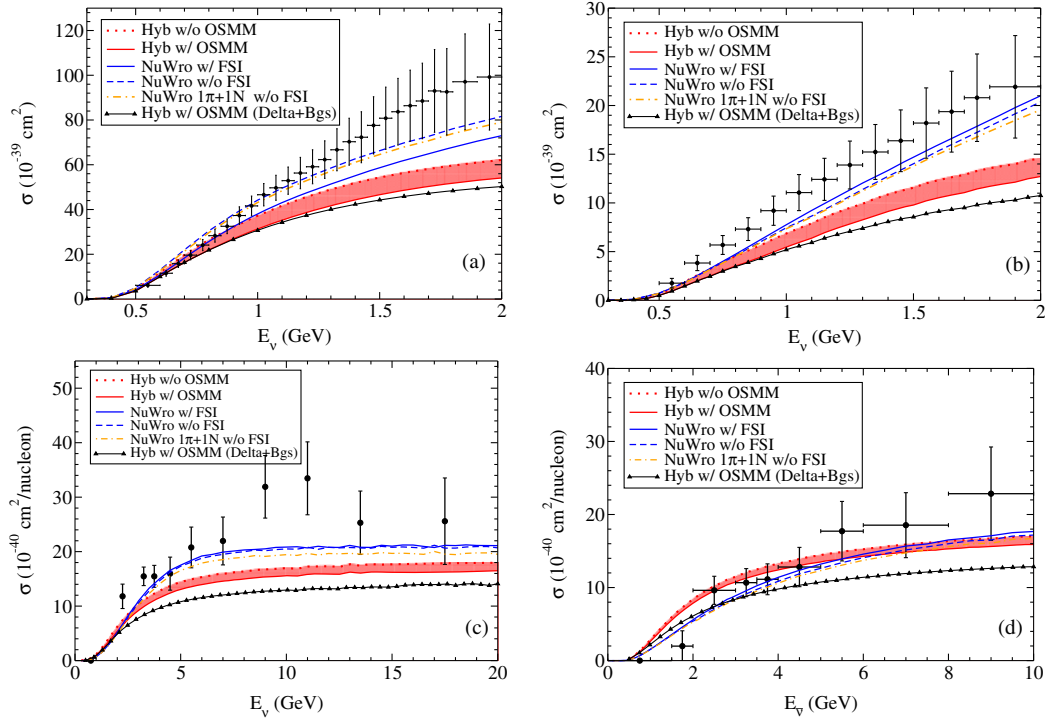 120
100
80
60
40
20
0
σ (10⁻³⁹ cm²)
Hyb w/o OSMM
Hyb w/ OSMM
NuWro w/ FSI
NuWro w/o FSI
NuWro 1π+1N w/o FSI
Hyb w/ OSMM (Delta+Bgs)
(a)
0.5 1 1.5 2
E_ν (GeV)
30
25
20
15
10
5
0
σ (10⁻³⁹ cm²)
Hyb w/o OSMM
Hyb w/ OSMM
NuWro w/ FSI
NuWro w/o FSI
NuWro 1π+1N w/o FSI
Hyb w/ OSMM (Delta+Bgs)
(b)
0.5 1 1.5 2
E_ν (GeV)
50
40
30
20
10
0
σ (10⁻⁴⁰ cm²/nucleon)
Hyb w/o OSMM
Hyb w/ OSMM
NuWro w/ FSI
NuWro w/o FSI
NuWro 1π+1N w/o FSI
Hyb w/ OSMM (Delta+Bgs)
(c)
0 5 10 15 20
E_ν (GeV)
40
30
20
10
0
σ (10⁻⁴⁰ cm²/nucleon)
Hyb w/o OSMM
Hyb w/ OSMM
NuWro w/ FSI
NuWro w/o FSI
NuWro 1π+1N w/o FSI
Hyb w/ OSMM (Delta+Bgs)
(d)
0 2 4 6 8 10
E_ν̄ (GeV)